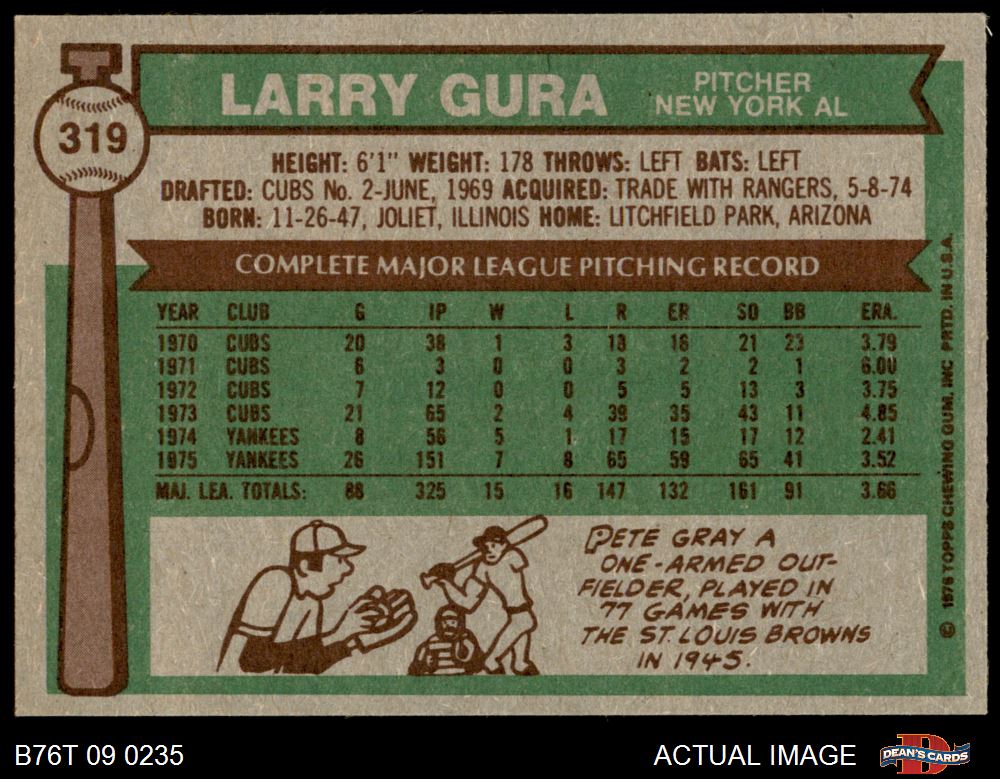 319
LARRY GURA
PITCHER
NEW YORK AL
HEIGHT: 6'1" WEIGHT: 178 THROWS: LEFT BATS: LEFT
DRAFTED: CUBS No. 2-JUNE, 1969 ACQUIRED: TRADE WITH RANGERS, 5-8-74
BORN: 11-26-47, JOLIET, ILLINOIS HOME: LITCHFIELD PARK, ARIZONA
COMPLETE MAJOR LEAGUE PITCHING RECORD
YEAR CLUB G IP W L R ER SO BB ERA.
1970 CUBS 20 38 1 3 18 16 21 23 3.79
1971 CUBS 6 3 0 0 3 2 2 1 6.00
1972 CUBS 7 12 0 0 5 5 13 3 3.75
1973 CUBS 21 65 2 4 39 35 43 11 4.85
1974 YANKEES 8 56 5 1 17 15 17 12 2.41
1975 YANKEES 26 151 7 8 65 59 65 41 3.52
MAJ. LEA. TOTALS: 88 325 15 16 147 132 161 91 3.66
PETE GRAY A
ONE-ARMED OUT-
FIELDER, PLAYED IN
77 GAMES WITH
THE ST. LOUIS BROWNS
IN 1945.
© 1976 TOPPS CHEWING GUM, INC PRTD. IN U.S.A.
B76T 09 0235
ACTUAL IMAGE
DEAN'S CARDS